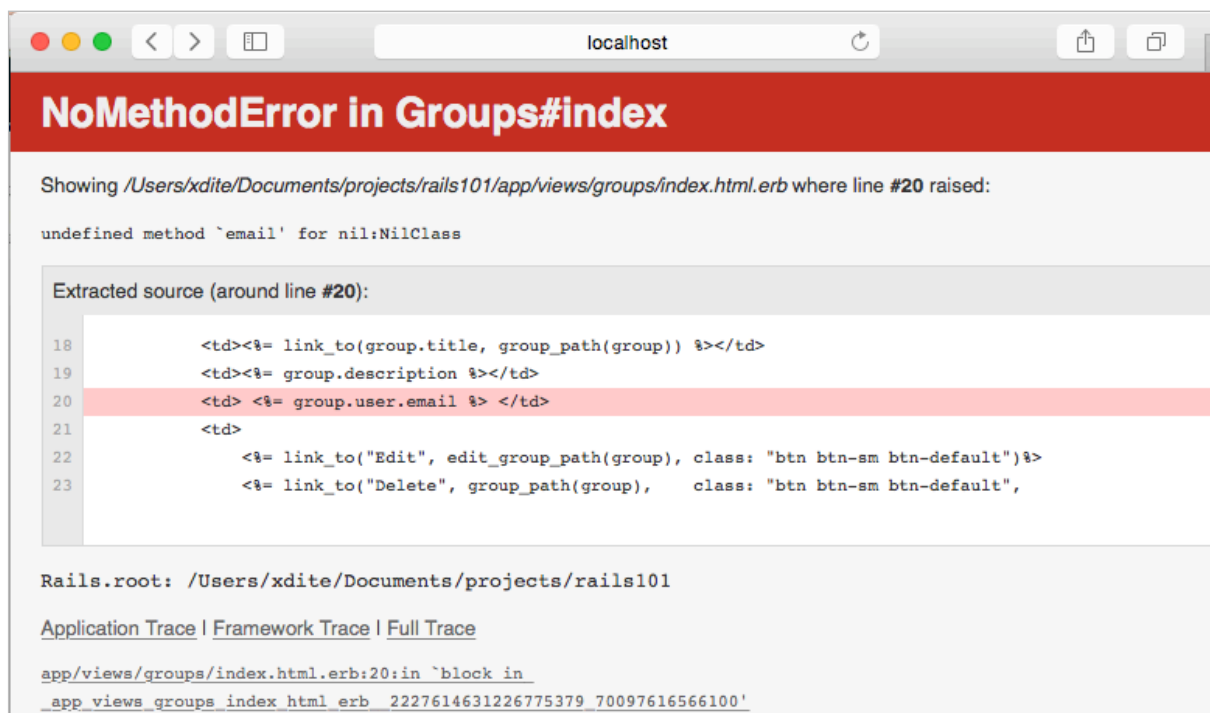 localhost
NoMethodError in Groups#index
Showing /Users/xdite/Documents/projects/rails101/app/views/groups/index.html.erb where line #20 raised:
undefined method `email' for nil:NilClass
Extracted source (around line #20):
18 <td><%= link_to(group.title, group_path(group)) %></td>
19 <td><%= group.description %></td>
20 <td> <%= group.user.email %> </td>
21 <td>
22 <%= link_to("Edit", edit_group_path(group), class: "btn btn-sm btn-default")%>
23 <%= link_to("Delete", group_path(group), class: "btn btn-sm btn-default",
Rails.root: /Users/xdite/Documents/projects/rails101
Application Trace | Framework Trace | Full Trace
app/views/groups/index.html.erb:20:in `block in
_app_views_groups_index_html_erb__2227614631226775379_70097616566100'